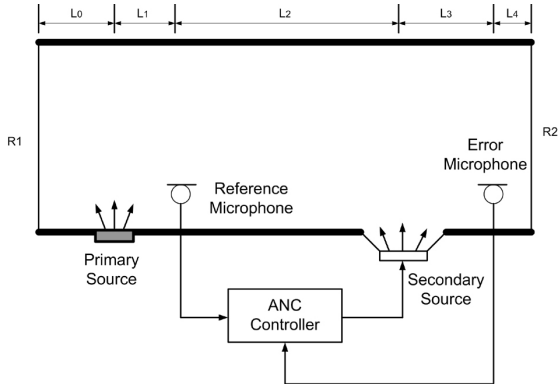 L0
L1
L2
L3
L4
R1
R2
Error
Microphone
Reference
Microphone
Primary
Source
Secondary
Source
ANC
Controller